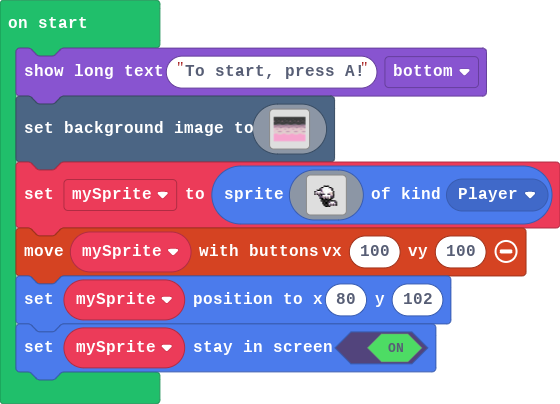 on start
show long text "To start, press A!" bottom
set background image to
set mySprite to sprite of kind Player
move mySprite with buttons vx 100 vy 100
set mySprite position to x 80 y 102
set mySprite stay in screen ON